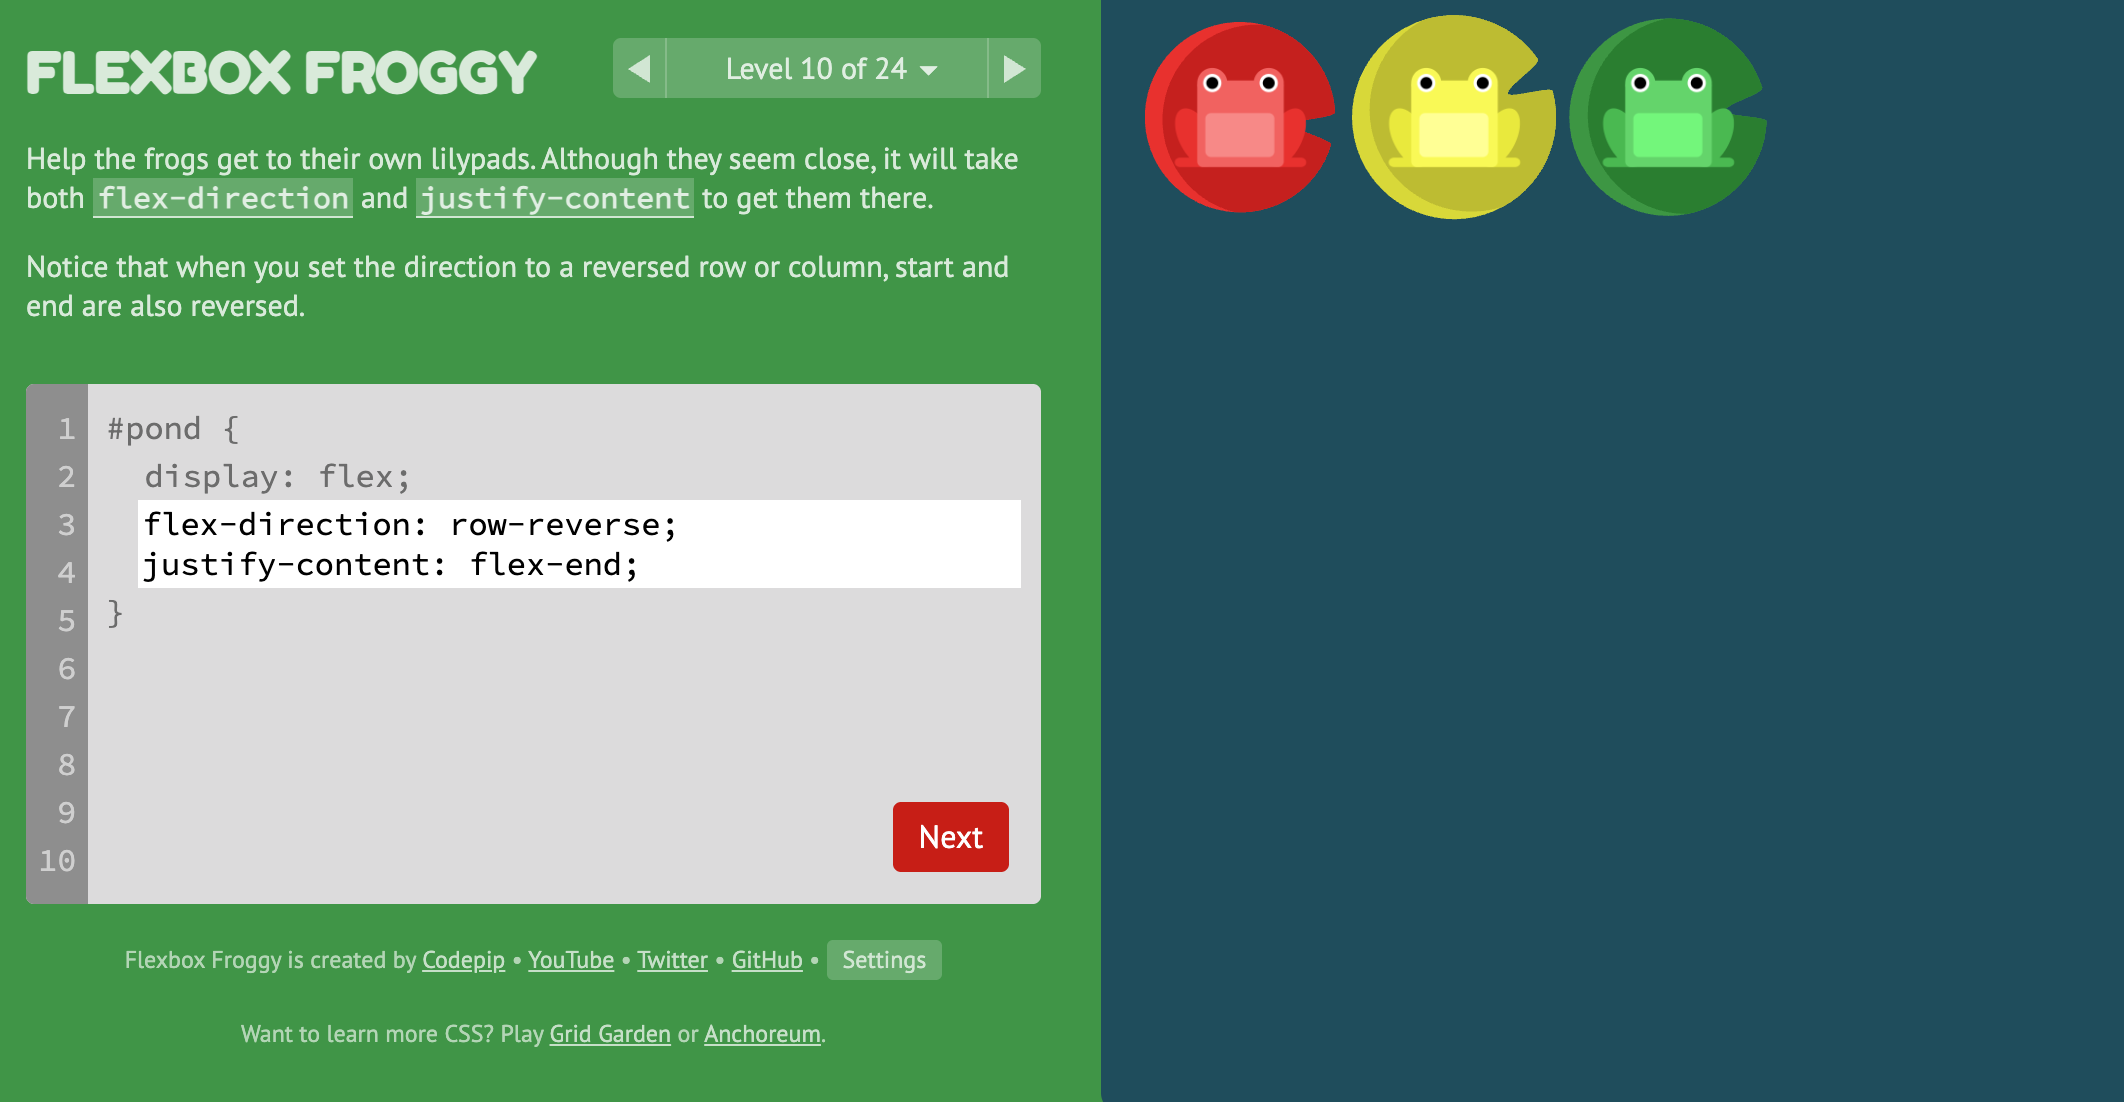 FLEXBOX FROGGY
Level 10 of 24
Help the frogs get to their own lilypads. Although they seem close, it will take
both flex-direction and justify-content to get them there.
Notice that when you set the direction to a reversed row or column, start and
end are also reversed.
1 #pond {
2 display: flex;
3 flex-direction: row-reverse;
4 justify-content: flex-end;
5 }
6
7
8
9
10
Next
Flexbox Froggy is created by Codepip • YouTube • Twitter • GitHub • Settings
Want to learn more CSS? Play Grid Garden or Anchoreum.